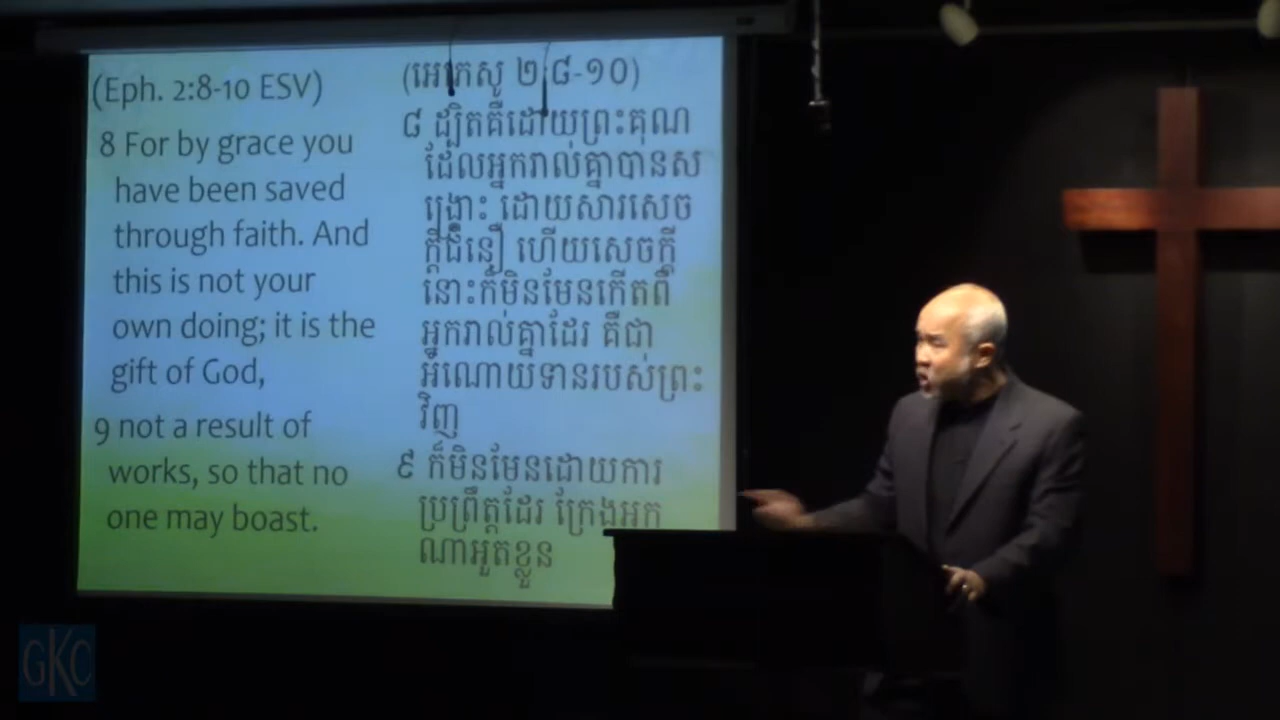 (Eph. 2:8-10 ESV)
8 For by grace you
have been saved
through faith. And
this is not your
own doing; it is the
gift of God,
9 not a result of
works, so that no
one may boast.
(អេភេសូ ២:៨-១០)
៨ ដ្បិតគឺដោយព្រះគុណ
ដែលអ្នករាល់គ្នាបានស
ង្គ្រោះ ដោយសារសេច
ក្ដីជំនឿ ហើយសេចក្ដី
នោះក៏មិនមែនកើតពី
អ្នករាល់គ្នាដែរ គឺជា
អំណោយទានរបស់ព្រះ
វិញ
៩ ក៏មិនមែនដោយការ
ប្រព្រឹត្តដែរ ក្រែងអ្នក
ណាអួតខ្លួន
GKC